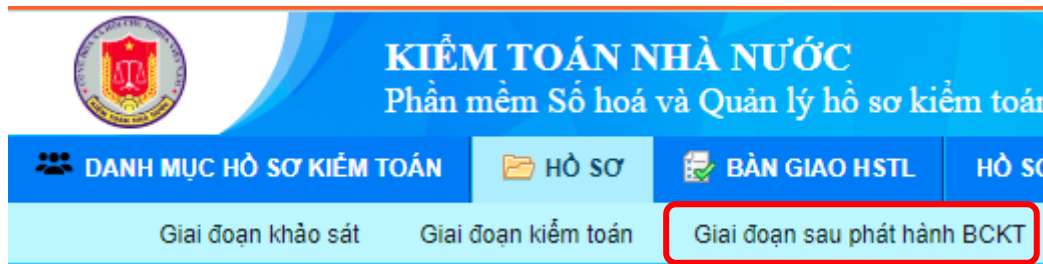 KIỂM TOÁN NHÀ NƯỚC
Phần mềm Số hoá và Quản lý hồ sơ kiểm toán
DANH MỤC HỒ SƠ KIỂM TOÁN HỒ SƠ BÀN GIAO HSTL HỒ SƠ
Giai đoạn khảo sát Giai đoạn kiểm toán Giai đoạn sau phát hành BCKT